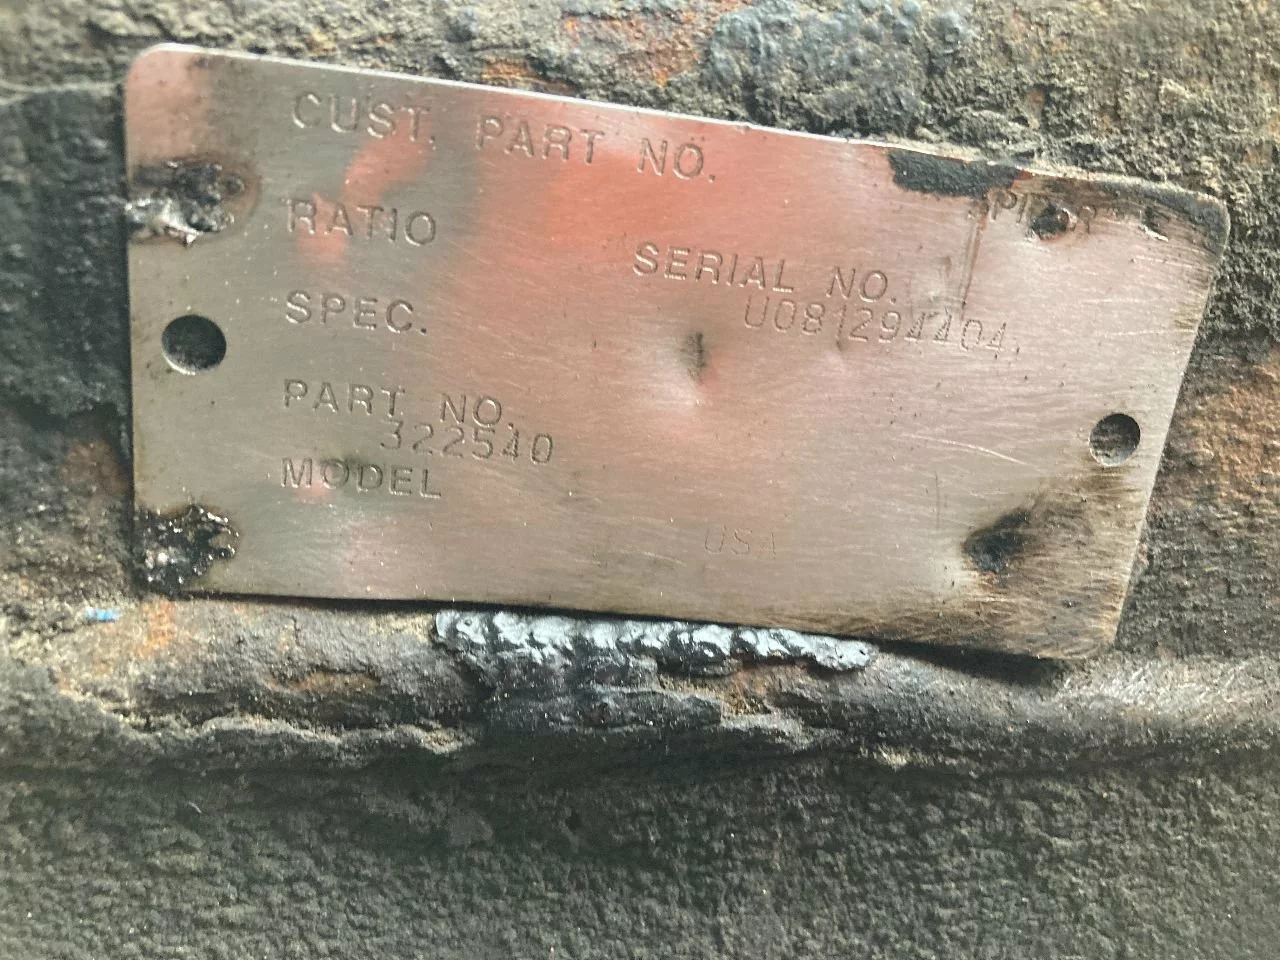 CUST. PART NO.
RATIO
SERIAL NO.
SPEC.
U081294404
PART NO.
322540
MODEL
USA